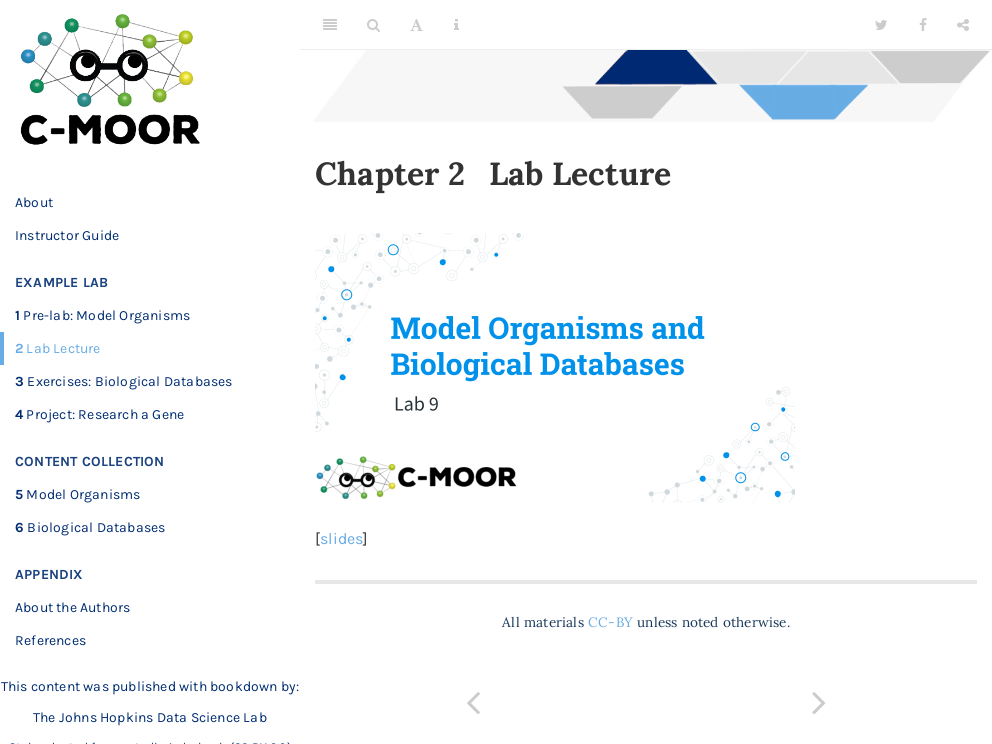 C-MOOR
About
Instructor Guide
EXAMPLE LAB
1 Pre-lab: Model Organisms
2 Lab Lecture
3 Exercises: Biological Databases
4 Project: Research a Gene
CONTENT COLLECTION
5 Model Organisms
6 Biological Databases
APPENDIX
About the Authors
References
This content was published with bookdown by:
The Johns Hopkins Data Science Lab
Chapter 2 Lab Lecture
Model Organisms and
Biological Databases
Lab 9
C-MOOR
[slides]
All materials CC-BY unless noted otherwise.